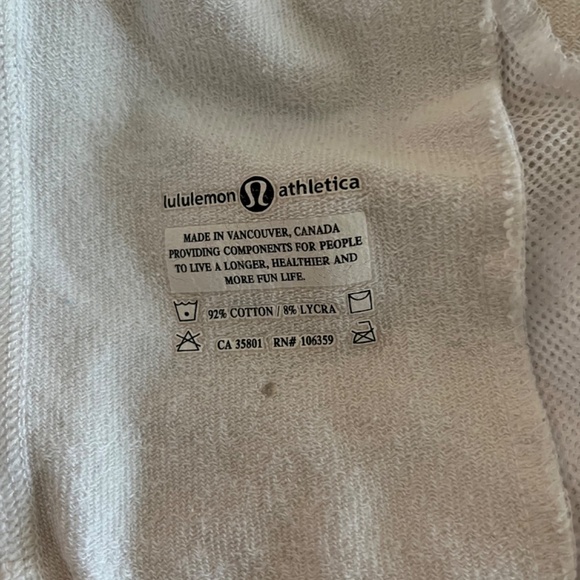 lululemon athletica
MADE IN VANCOUVER, CANADA
PROVIDING COMPONENTS FOR PEOPLE
TO LIVE A LONGER, HEALTHIER AND
MORE FUN LIFE.
92% COTTON / 8% LYCRA
CA 35801 RN# 106359